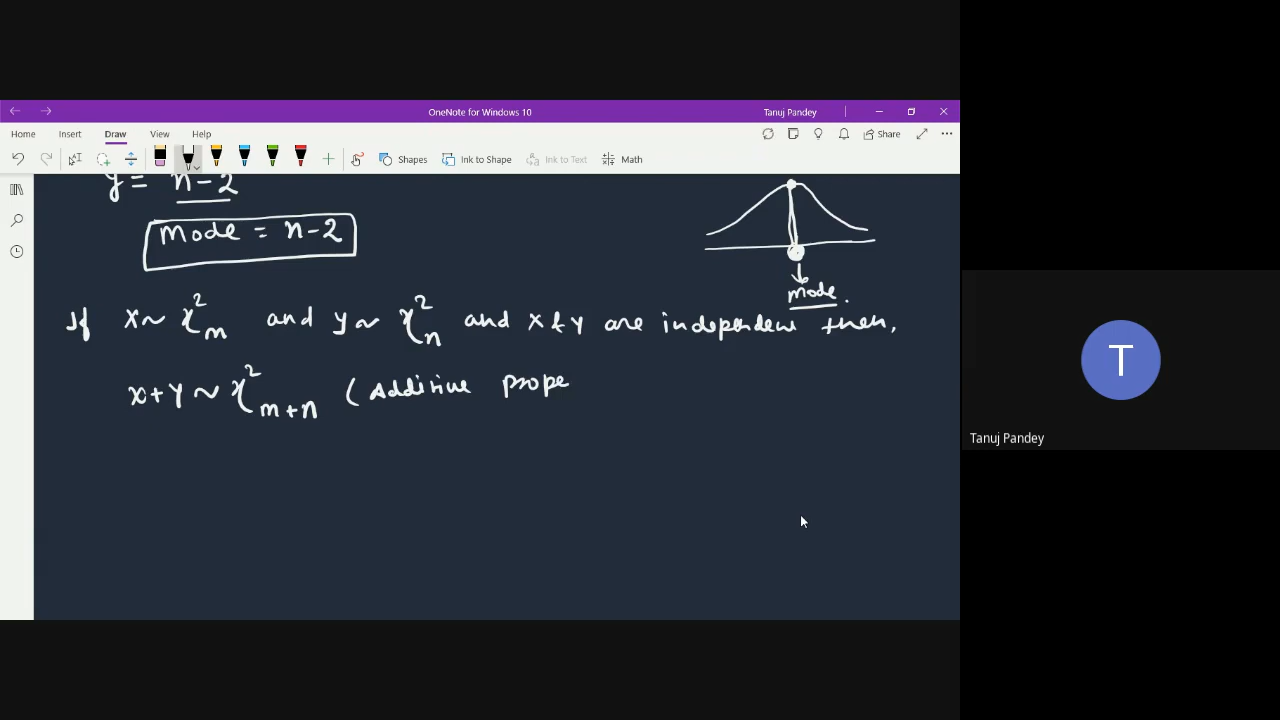 OneNote for Windows 10
Tanuj Pandey
Home Insert Draw View Help
Share
Shapes Ink to Shape Ink to Text Math
y = n-2
Mode = n-2
mode.
If X ~ χ²m and Y ~ χ²n and X & Y are independent then,
X+Y ~ χ²m+n (Additive prope
T
Tanuj Pandey